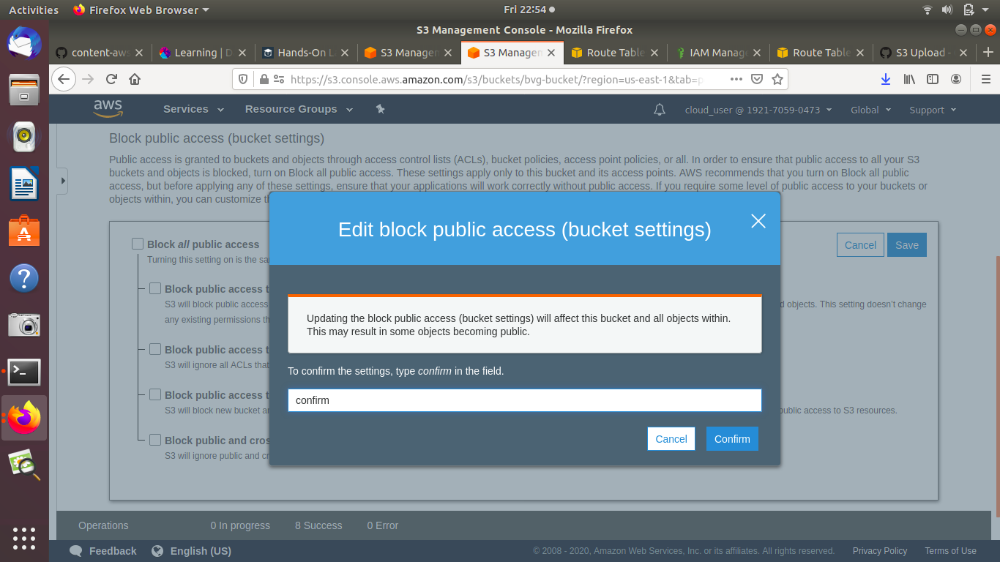 Activities
Firefox Web Browser
Fri 22:54
S3 Management Console - Mozilla Firefox
content-aws
Learning | D
Hands-On L
S3 Managem
S3 Managem
Route Table
IAM Manage
Route Table
S3 Upload -
https://s3.console.aws.amazon.com/s3/buckets/bvg-bucket/?region=us-east-1&tab=p
aws
Services
Resource Groups
cloud_user @ 1921-7059-0473
Global
Support
Block public access (bucket settings)
Public access is granted to buckets and objects through access control lists (ACLs), bucket policies, access point policies, or all. In order to ensure that public access to all your S3
buckets and objects is blocked, turn on Block all public access. These settings apply only to this bucket and its access points. AWS recommends that you turn on Block all public
access, but before applying any of these settings, ensure that your applications will work correctly without public access. If you require some level of public access to your buckets or
objects within, you can customize th
Block all public access
Turning this setting on is the sa
Cancel
Save
Block public access t
S3 will block public access
d objects. This setting doesn't change
any existing permissions th
Block public access t
S3 will ignore all ACLs that
Block public access t
S3 will block new bucket an
public access to S3 resources.
Block public and cros
S3 will ignore public and cr
Edit block public access (bucket settings)
Updating the block public access (bucket settings) will affect this bucket and all objects within.
This may result in some objects becoming public.
To confirm the settings, type confirm in the field.
confirm
Cancel
Confirm
Operations
0 In progress
8 Success
0 Error
Feedback
English (US)
© 2008 - 2020, Amazon Web Services, Inc. or its affiliates. All rights reserved.
Privacy Policy
Terms of Use